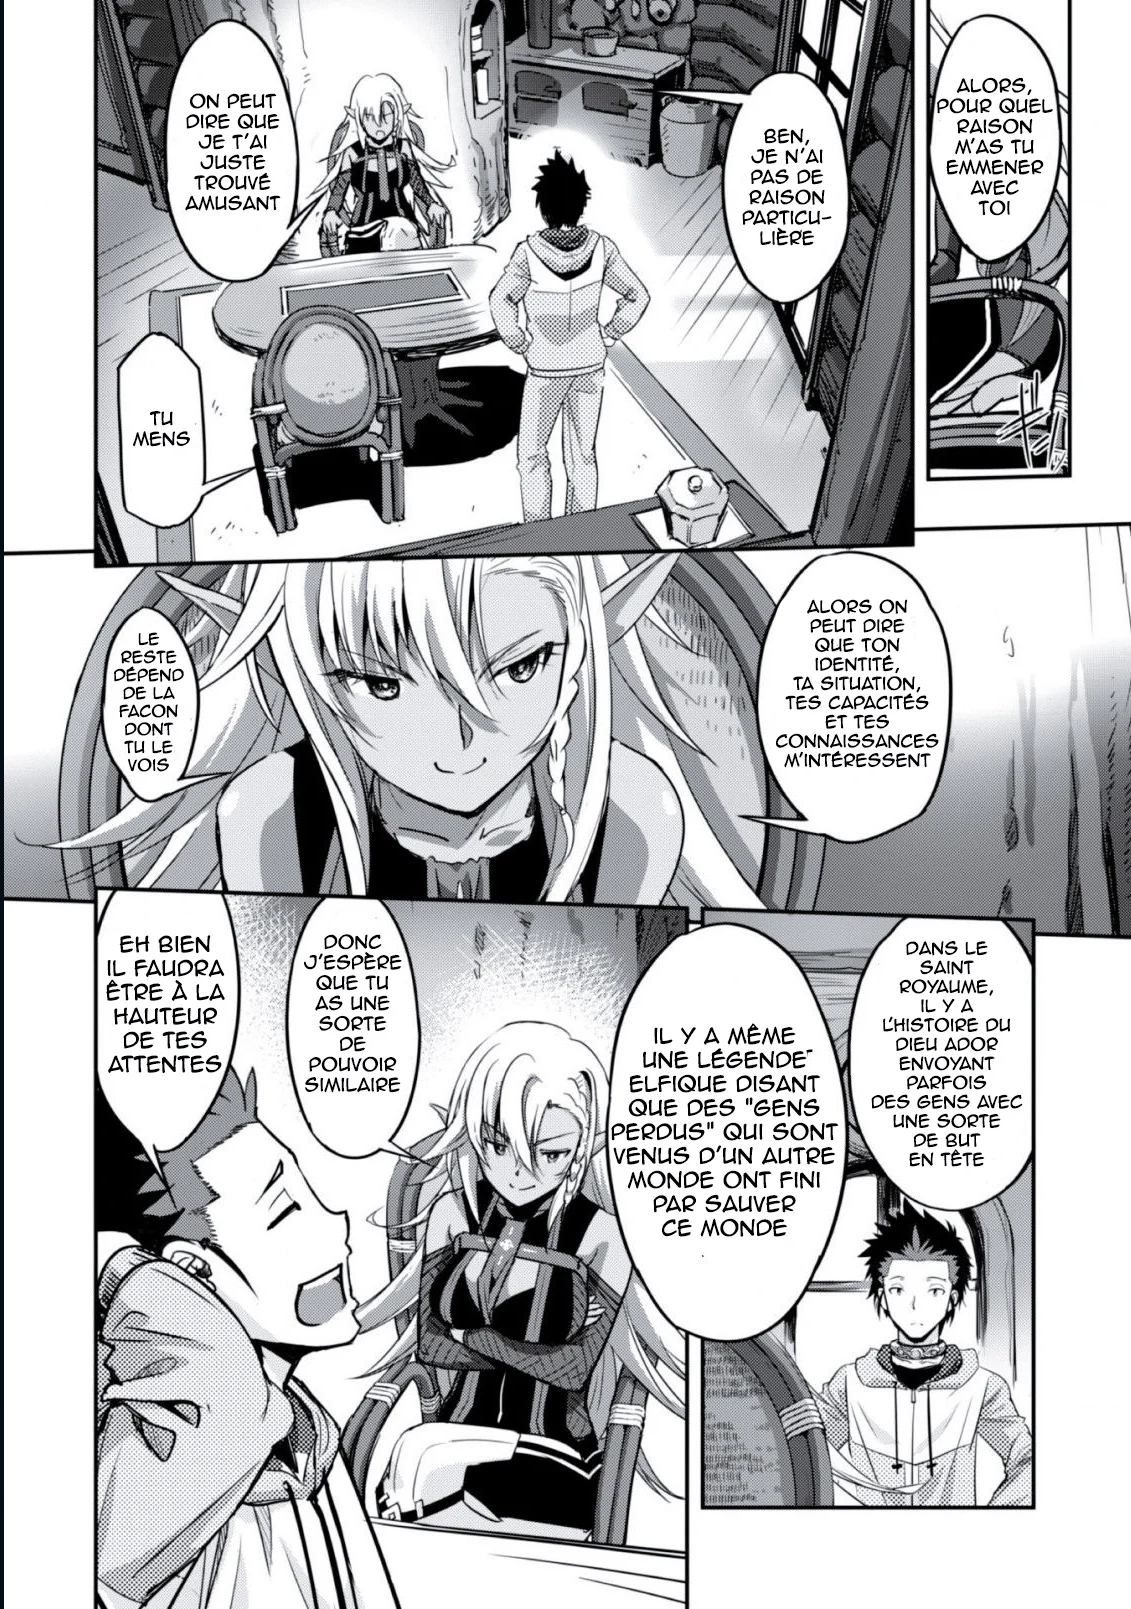 ALORS,
POUR QUEL
RAISON
M'AS TU
EMMENER
AVEC
TOI
BEN,
JE N'AI
PAS DE
RAISON
PARTICU-
LIÈRE
ON PEUT
DIRE QUE
JE T'AI
JUSTE
TROUVÉ
AMUSANT
TU
MENS
ALORS ON
PEUT DIRE
QUE TON
IDENTITÉ,
TA SITUATION,
TES CAPACITÉS
ET TES
CONNAISSANCES
M'INTÉRESSENT
LE
RESTE
DÉPEND
DE LA
FACON
DONT
TU LE
VOIS
DANS LE
SAINT
ROYAUME,
IL Y A
L'HISTOIRE DU
DIEU ADOR
ENVOYANT
PARFOIS
DES GENS AVEC
UNE SORTE
DE BUT
EN TÊTE
IL Y A MÊME
UNE LÉGENDE
ELFIQUE DISANT
QUE DES "GENS
PERDUS" QUI SONT
VENUS D'UN AUTRE
MONDE ONT FINI
PAR SAUVER
CE MONDE
DONC
J'ESPÈRE
QUE TU
AS UNE
SORTE
DE
POUVOIR
SIMILAIRE
EH BIEN
IL FAUDRA
ÊTRE À LA
HAUTEUR
DE TES
ATTENTES